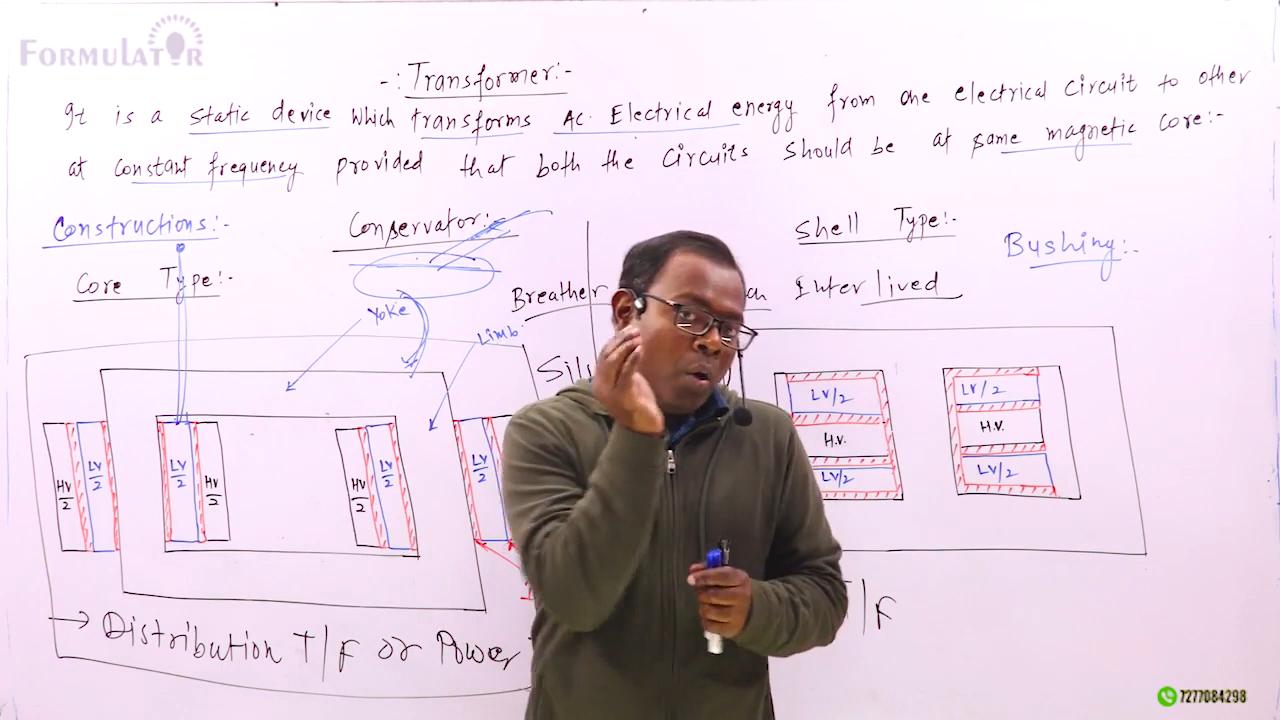 FORMULATOR
-: Transformer:-
It is a static device which transforms AC. Electrical energy from one electrical circuit to other
at constant frequency provided that both the circuits should be at same magnetic core:-
Constructions:-
Conservator:-
Shell Type:-
Bushing:-
Core Type:-
Breather
Inter lived
Yoke
Limb
LV/2
LV/2
H.V.
H.V.
LV/2
LV/2
HV/2
LV/2
LV/2
HV/2
HV/2
LV/2
LV/2
→ Distribution T/F or Power
T/F
7277084298